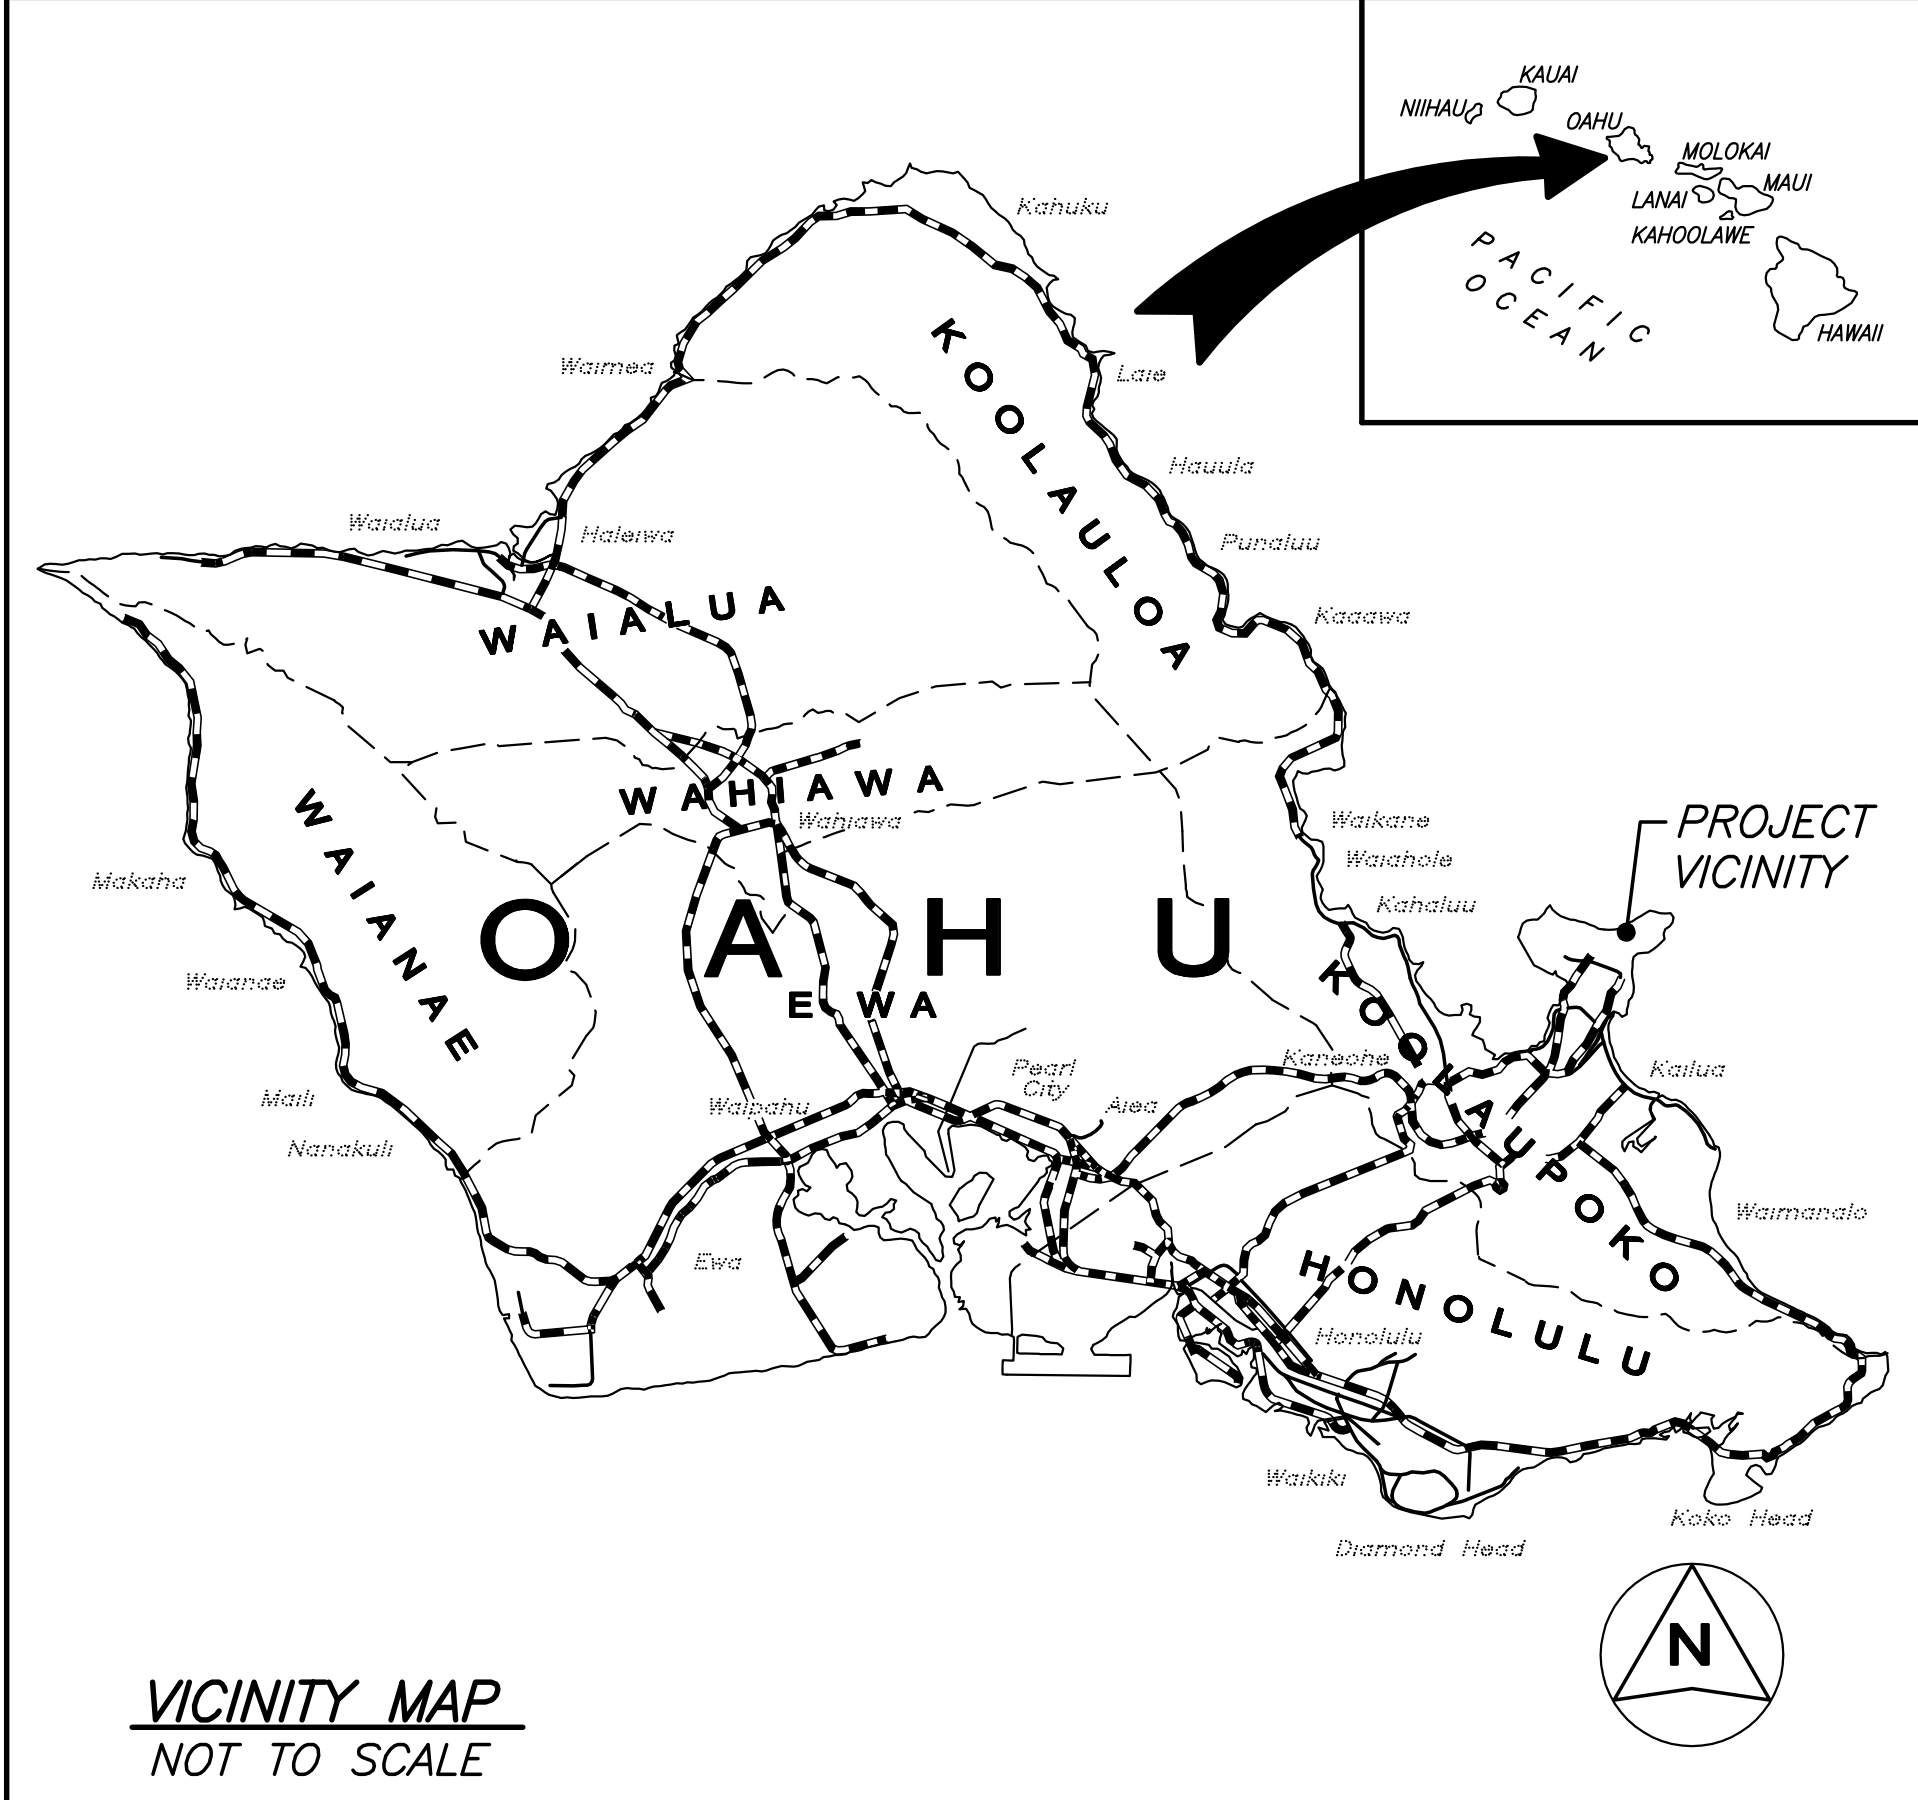 KAUAI
NIIHAU
OAHU
MOLOKAI
MAUI
LANAI
KAHOOLAWE
PACIFIC
OCEAN
HAWAII
Kahuku
KOOLAULOA
Waimea
Laie
Hauula
Waialua
Haleiwa
Punaluu
WAIALUA
Kaaawa
WAHIAWA
Wahiawa
WAIANAE
Waikane
PROJECT
VICINITY
Waiahole
Makaha
Kahaluu
OAHU
EWA
Waianae
KOOLAUPOKO
Kaneohe
Pearl
City
Kailua
Maili
Waipahu
Aiea
Nanakuli
Waimanalo
Ewa
HONOLULU
Honolulu
Waikiki
Koko Head
Diamond Head
N
VICINITY MAP
NOT TO SCALE